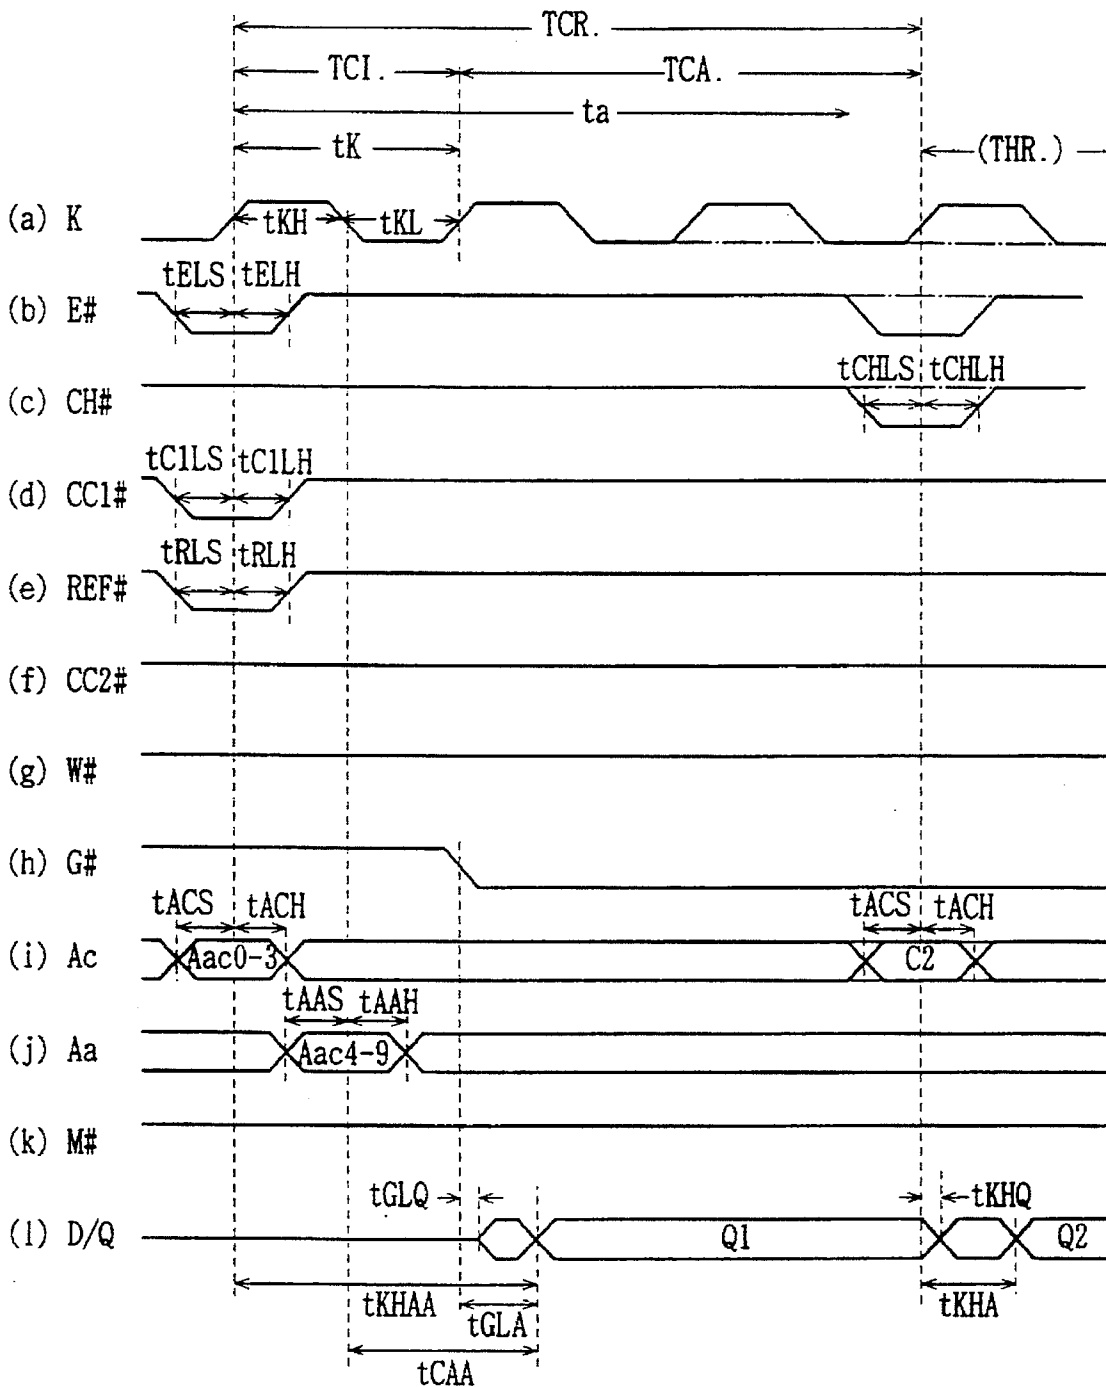 TCR.
TCI. TCA.
ta
tK (THR.)
(a) K tKH tKL
tELS tELH
(b) E#
tCHLS tCHLH
(c) CH#
tC1LS tC1LH
(d) CC1#
tRLS tRLH
(e) REF#
(f) CC2#
(g) W#
(h) G#
tACS tACH tACS tACH
(i) Ac Aac0-3 C2
tAAS tAAH
(j) Aa Aac4-9
(k) M#
tGLQ tKHQ
(l) D/Q Q1 Q2
tKHAA tKHA
tGLA
tCAA